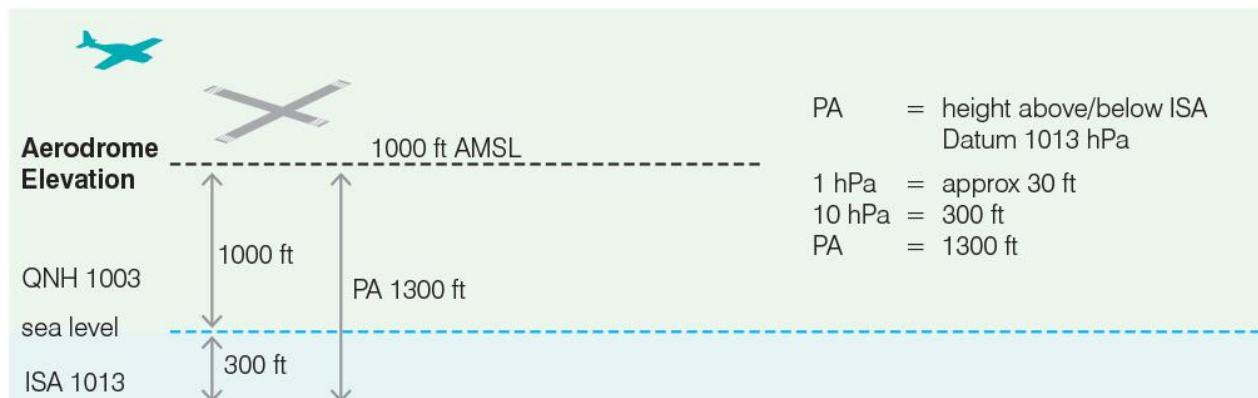 1000 ft AMSL
Aerodrome
Elevation
1000 ft
QNH 1003
PA 1300 ft
sea level
300 ft
ISA 1013
PA = height above/below ISA
Datum 1013 hPa
1 hPa = approx 30 ft
10 hPa = 300 ft
PA = 1300 ft